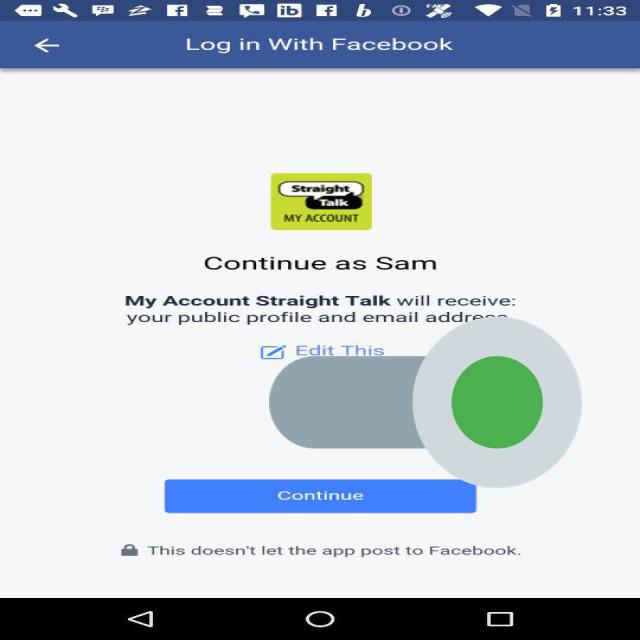 11:33
Log in With Facebook
Straight
Talk
MY ACCOUNT
Continue as Sam
My Account Straight Talk will receive:
your public profile and email address.
Edit This
Continue
This doesn't let the app post to Facebook.